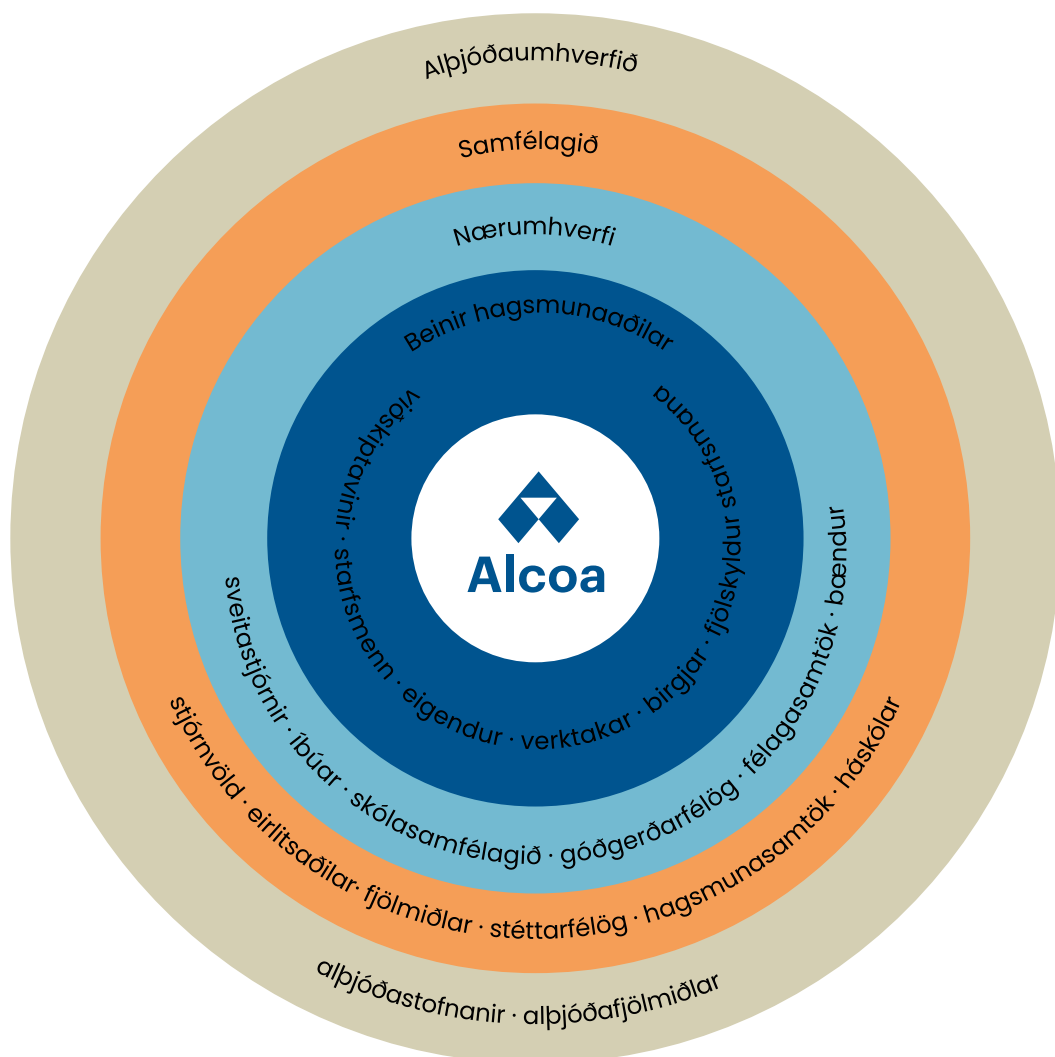 Alþjóðaumhverfið
Samfélagið
Nærumhverfi
Beinir hagsmunaaðilar
viðskiptavinir · starfsmenn · eigendur · verktakar · birgjar · fjölskyldur starfsmana
Alcoa
sveitastjórnir · íbúar · skólasamfélagið · góðgerðarfélög · félagasamtök · bændur
stjórnvöld · eirlitsaðilar· fjölmiðlar · stéttarfélög · hagsmunasamtök · háskólar
alþjóðastofnanir · alþjóðafjölmiðlar